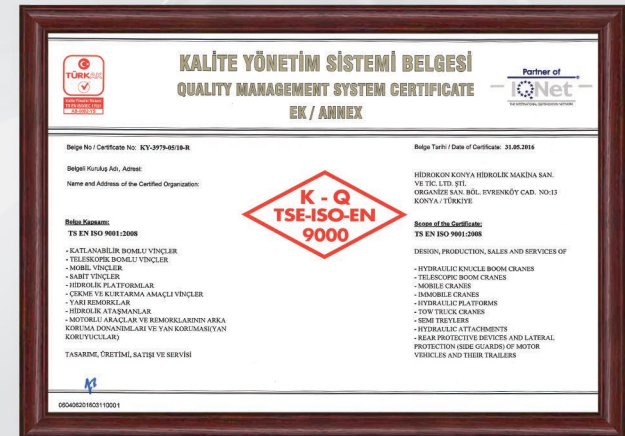 TÜRKAK
KALİTE YÖNETİM SİSTEMİ BELGESİ
QUALITY MANAGEMENT SYSTEM CERTIFICATE
EK / ANNEX
Partner of
IQNet
Belge No / Certificate No: KY-3979-05/10-R
Belge Tarihi / Date of Certificate: 31.05.2016
Belgeli Kuruluş Adı, Adresi:
Name and Address of the Certified Organization:
HİDROKON KONYA HİDROLİK MAKİNA SAN.
VE TİC. LTD. ŞTİ.
ORGANİZE SAN. BÖL. EVRENKÖY CAD. NO:13
KONYA / TÜRKİYE
K - Q
TSE-ISO-EN
9000
Belge Kapsamı:
TS EN ISO 9001:2008
- KATLANABİLİR BOMLU VİNÇLER
- TELESKOPİK BOMLU VİNÇLER
- MOBİL VİNÇLER
- SABİT VİNÇLER
- HİDROLİK PLATFORMLAR
- ÇEKME VE KURTARMA AMAÇLI VİNÇLER
- YARI REMORKLAR
- HİDROLİK ATAŞMANLAR
- MOTORLU ARAÇLAR VE REMORKLARININ ARKA
KORUMA DONANIMLARI VE YAN KORUMASI(YAN
KORUYUCULAR)
TASARIMI, ÜRETİMİ, SATIŞI VE SERVİSİ
Scope of the Certificate:
TS EN ISO 9001:2008
DESIGN, PRODUCTION, SALES AND SERVICES OF
- HYDRAULIC KNUCLE BOOM CRANES
- TELESCOPIC BOOM CRANES
- MOBILE CRANES
- IMMOBILE CRANES
- HYDRAULIC PLATFORMS
- TOW TRUCK CRANES
- SEMI TREYLERS
- HYDRAULIC ATTACHMENTS
- REAR PROTECTIVE DEVICES AND LATERAL
PROTECTION (SIDE GUARDS) OF MOTOR
VEHICLES AND THEIR TRAILERS
060406201603110001